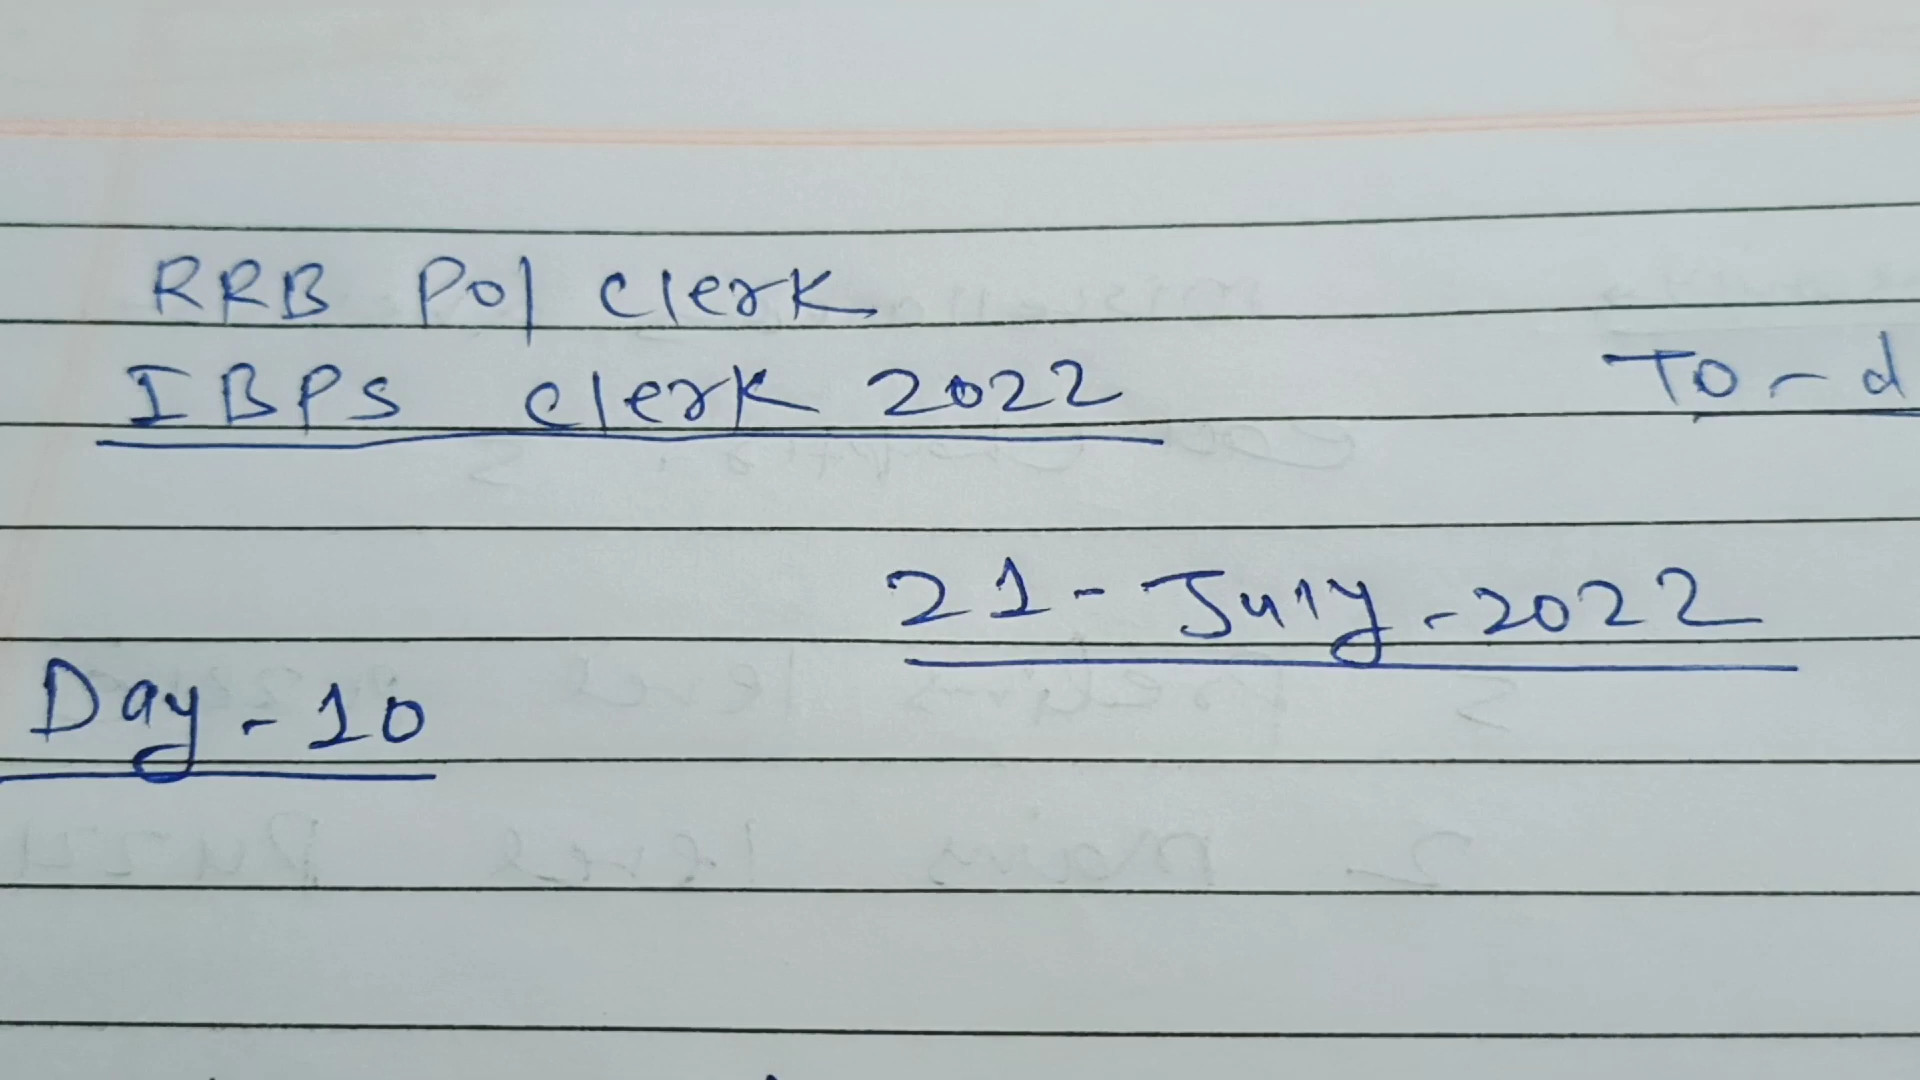 RRB PO/ Clerk
IBPS Clerk 2022
To-d
21-July-2022
Day-10